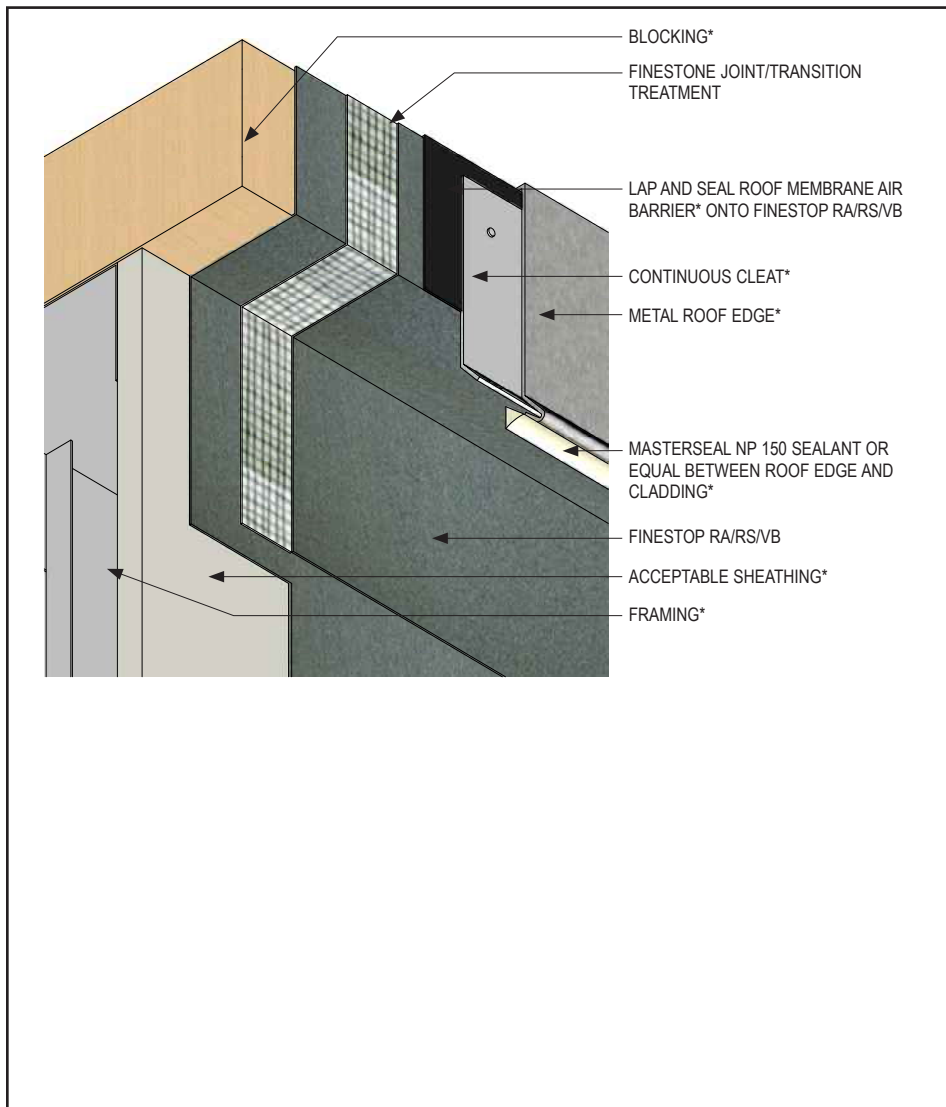 BLOCKING*
FINESTONE JOINT/TRANSITION
TREATMENT
LAP AND SEAL ROOF MEMBRANE AIR
BARRIER* ONTO FINESTOP RA/RS/VB
CONTINUOUS CLEAT*
METAL ROOF EDGE*
MASTERSEAL NP 150 SEALANT OR
EQUAL BETWEEN ROOF EDGE AND
CLADDING*
FINESTOP RA/RS/VB
ACCEPTABLE SHEATHING*
FRAMING*